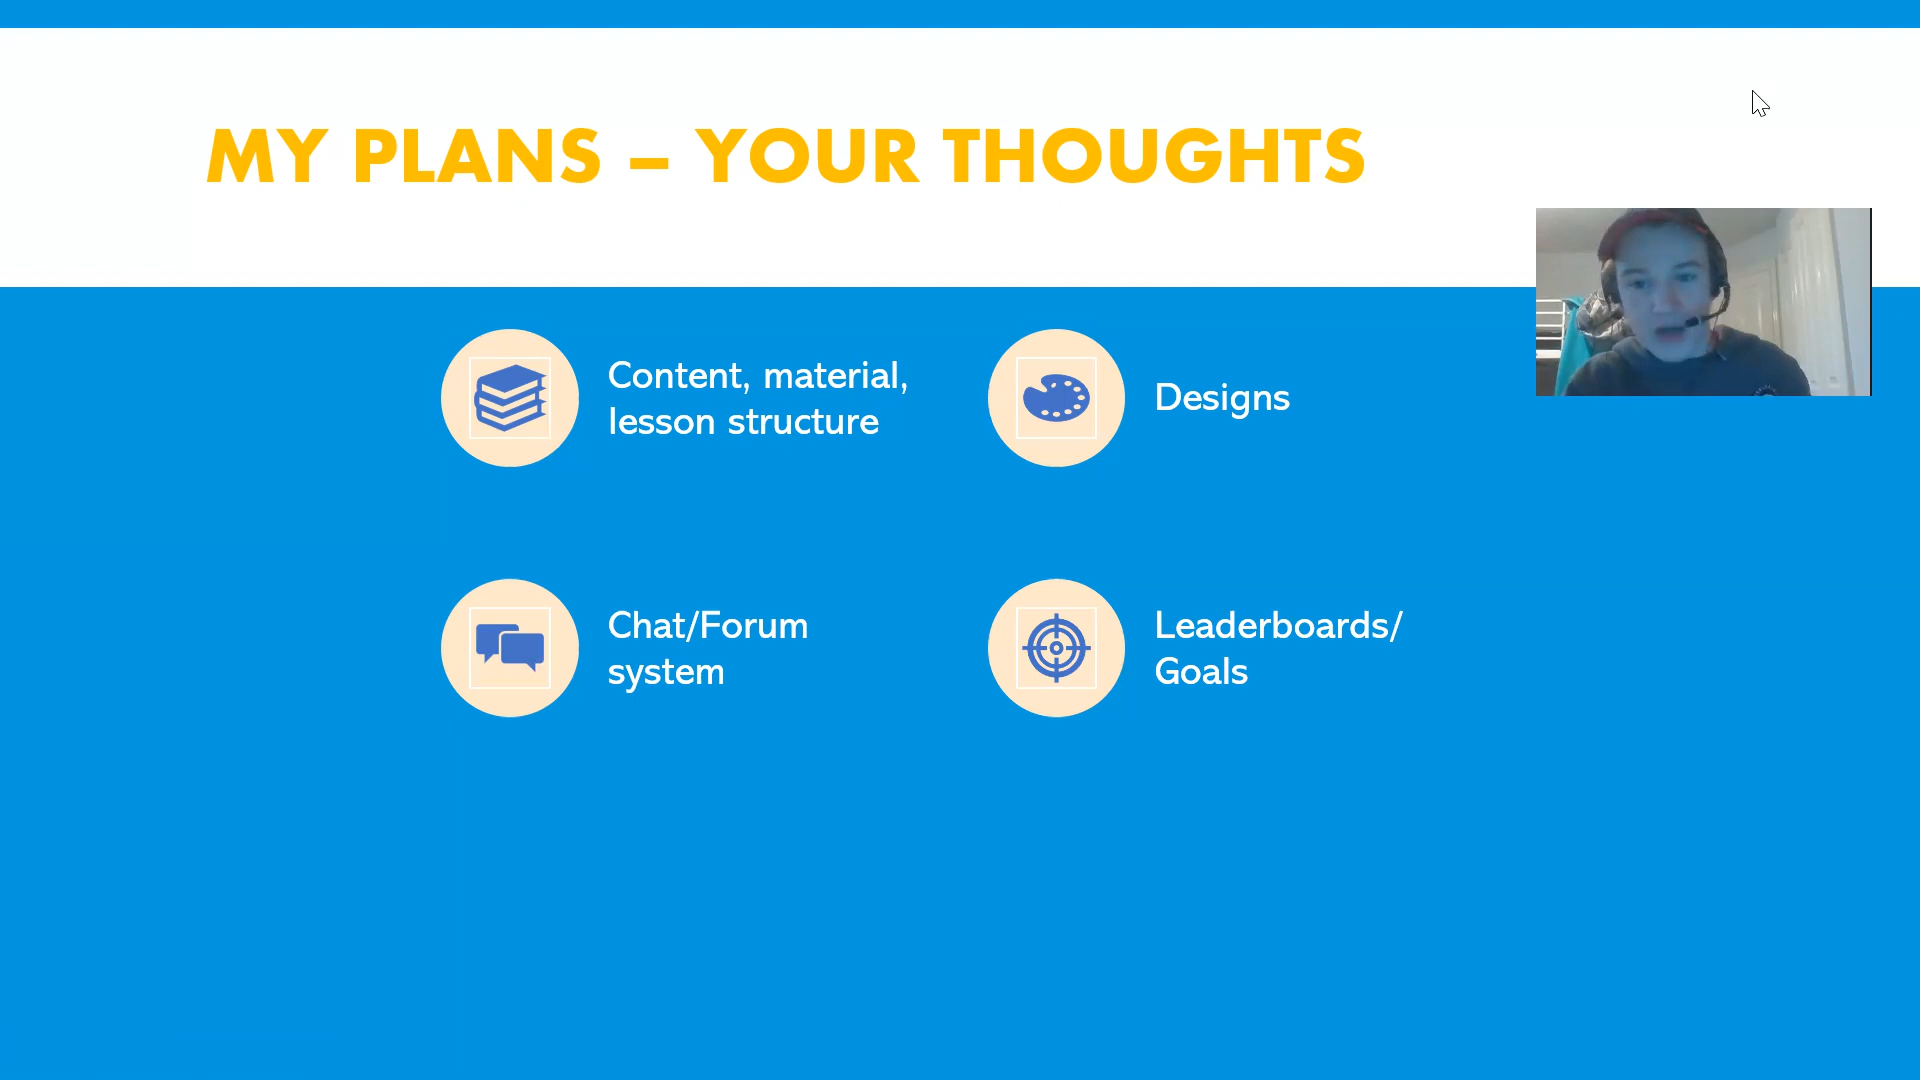 MY PLANS – YOUR THOUGHTS
Content, material,
lesson structure
Designs
Chat/Forum
system
Leaderboards/
Goals